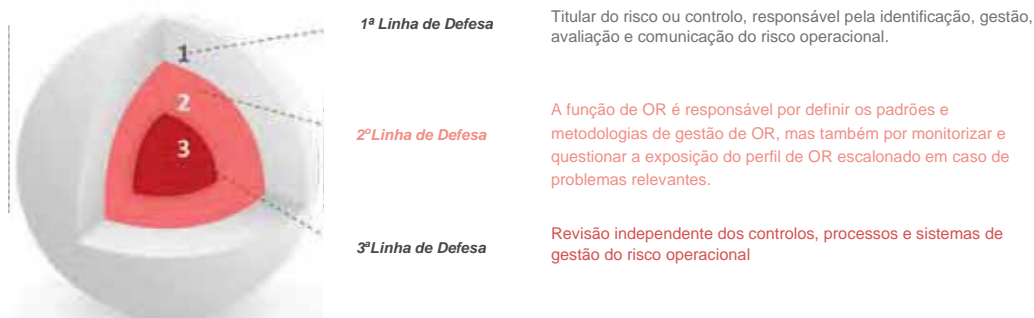 1
2
3
1ª Linha de Defesa
Titular do risco ou controlo, responsável pela identificação, gestão,
avaliação e comunicação do risco operacional.
2ºLinha de Defesa
A função de OR é responsável por definir os padrões e
metodologias de gestão de OR, mas também por monitorizar e
questionar a exposição do perfil de OR escalonado em caso de
problemas relevantes.
3ªLinha de Defesa
Revisão independente dos controlos, processos e sistemas de
gestão do risco operacional